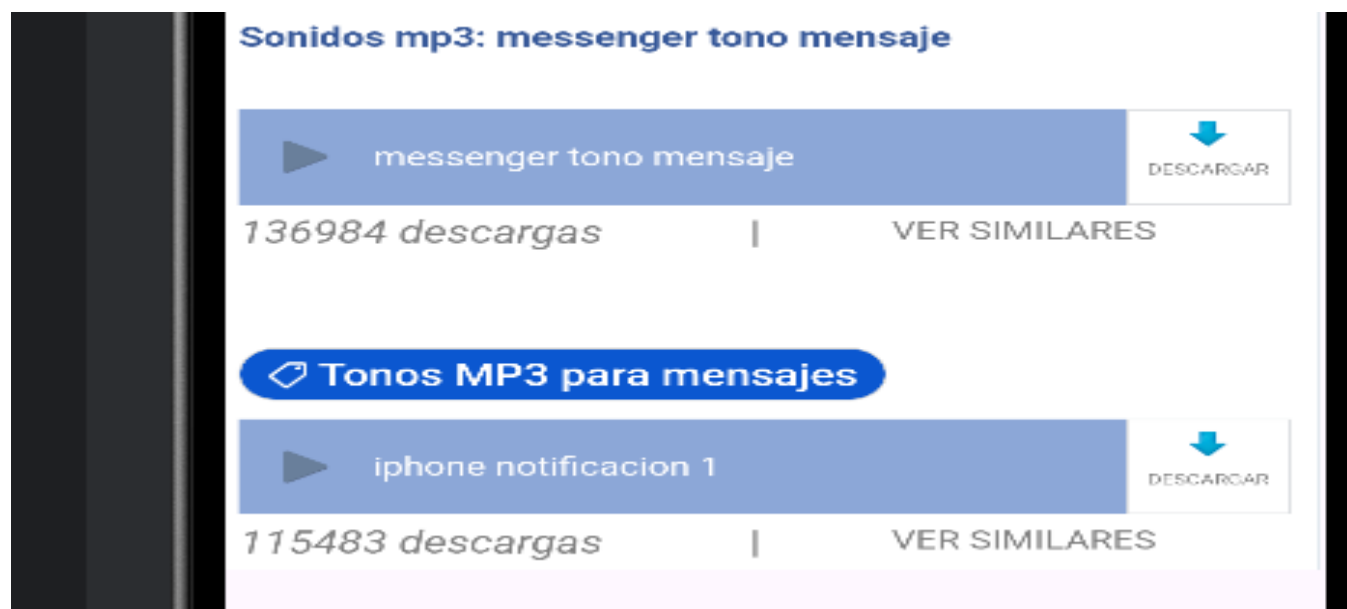 Sonidos mp3: messenger tono mensaje
messenger tono mensaje
DESCARGAR
136984 descargas | VER SIMILARES
Tonos MP3 para mensajes
iphone notificacion 1
DESCARGAR
115483 descargas | VER SIMILARES